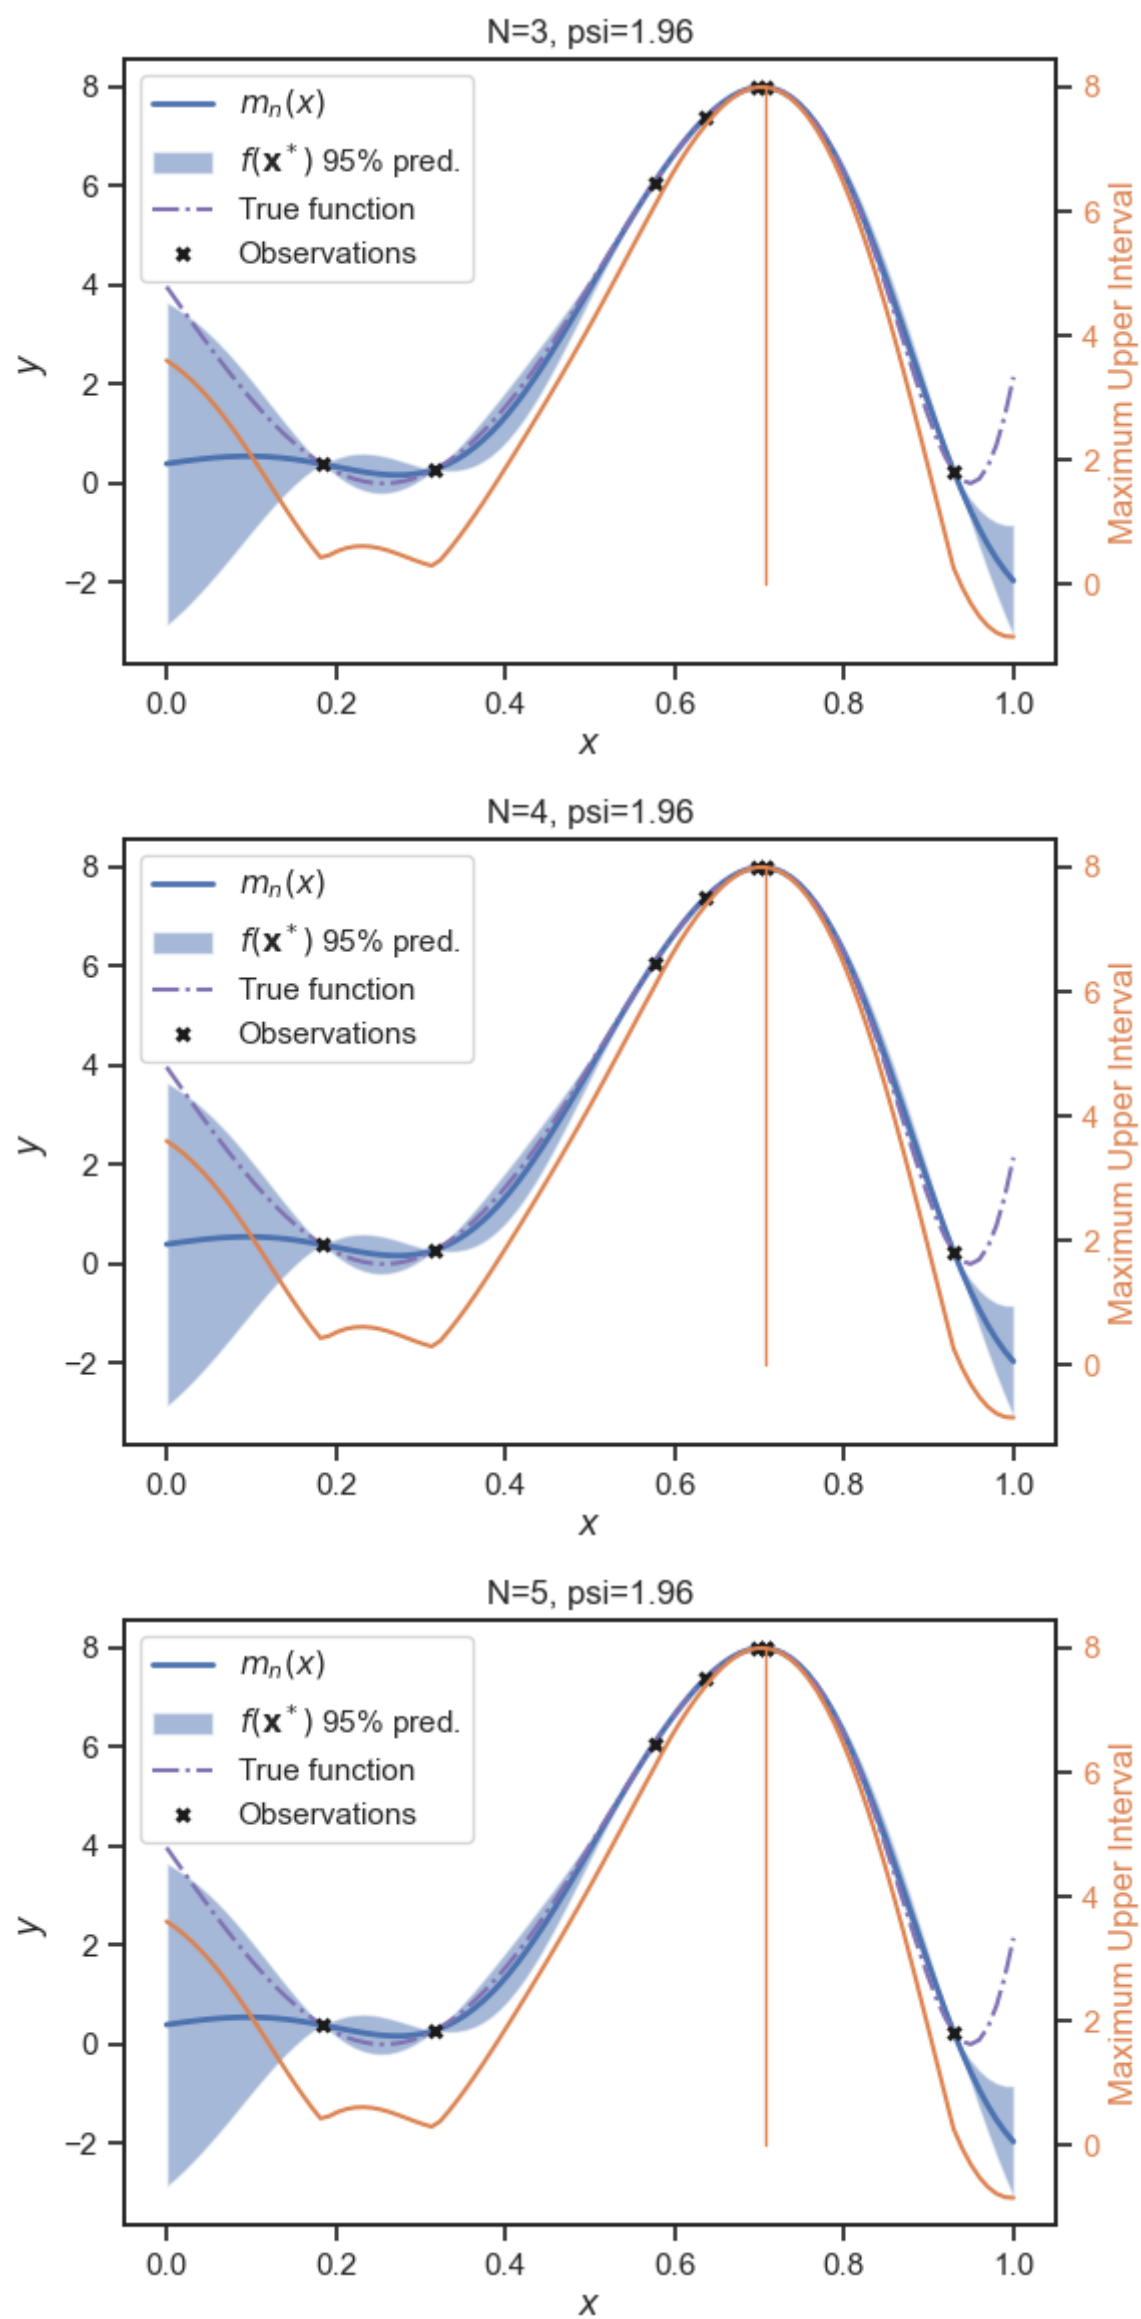 N=3, psi=1.96
mₙ(x)
f(x*) 95% pred.
True function
Observations
8
6
4
2
0
−2
y
8
6
4
2
0
Maximum Upper Interval
0.0 0.2 0.4 0.6 0.8 1.0
x
N=4, psi=1.96
mₙ(x)
f(x*) 95% pred.
True function
Observations
8
6
4
2
0
−2
y
8
6
4
2
0
Maximum Upper Interval
0.0 0.2 0.4 0.6 0.8 1.0
x
N=5, psi=1.96
mₙ(x)
f(x*) 95% pred.
True function
Observations
8
6
4
2
0
−2
y
8
6
4
2
0
Maximum Upper Interval
0.0 0.2 0.4 0.6 0.8 1.0
x